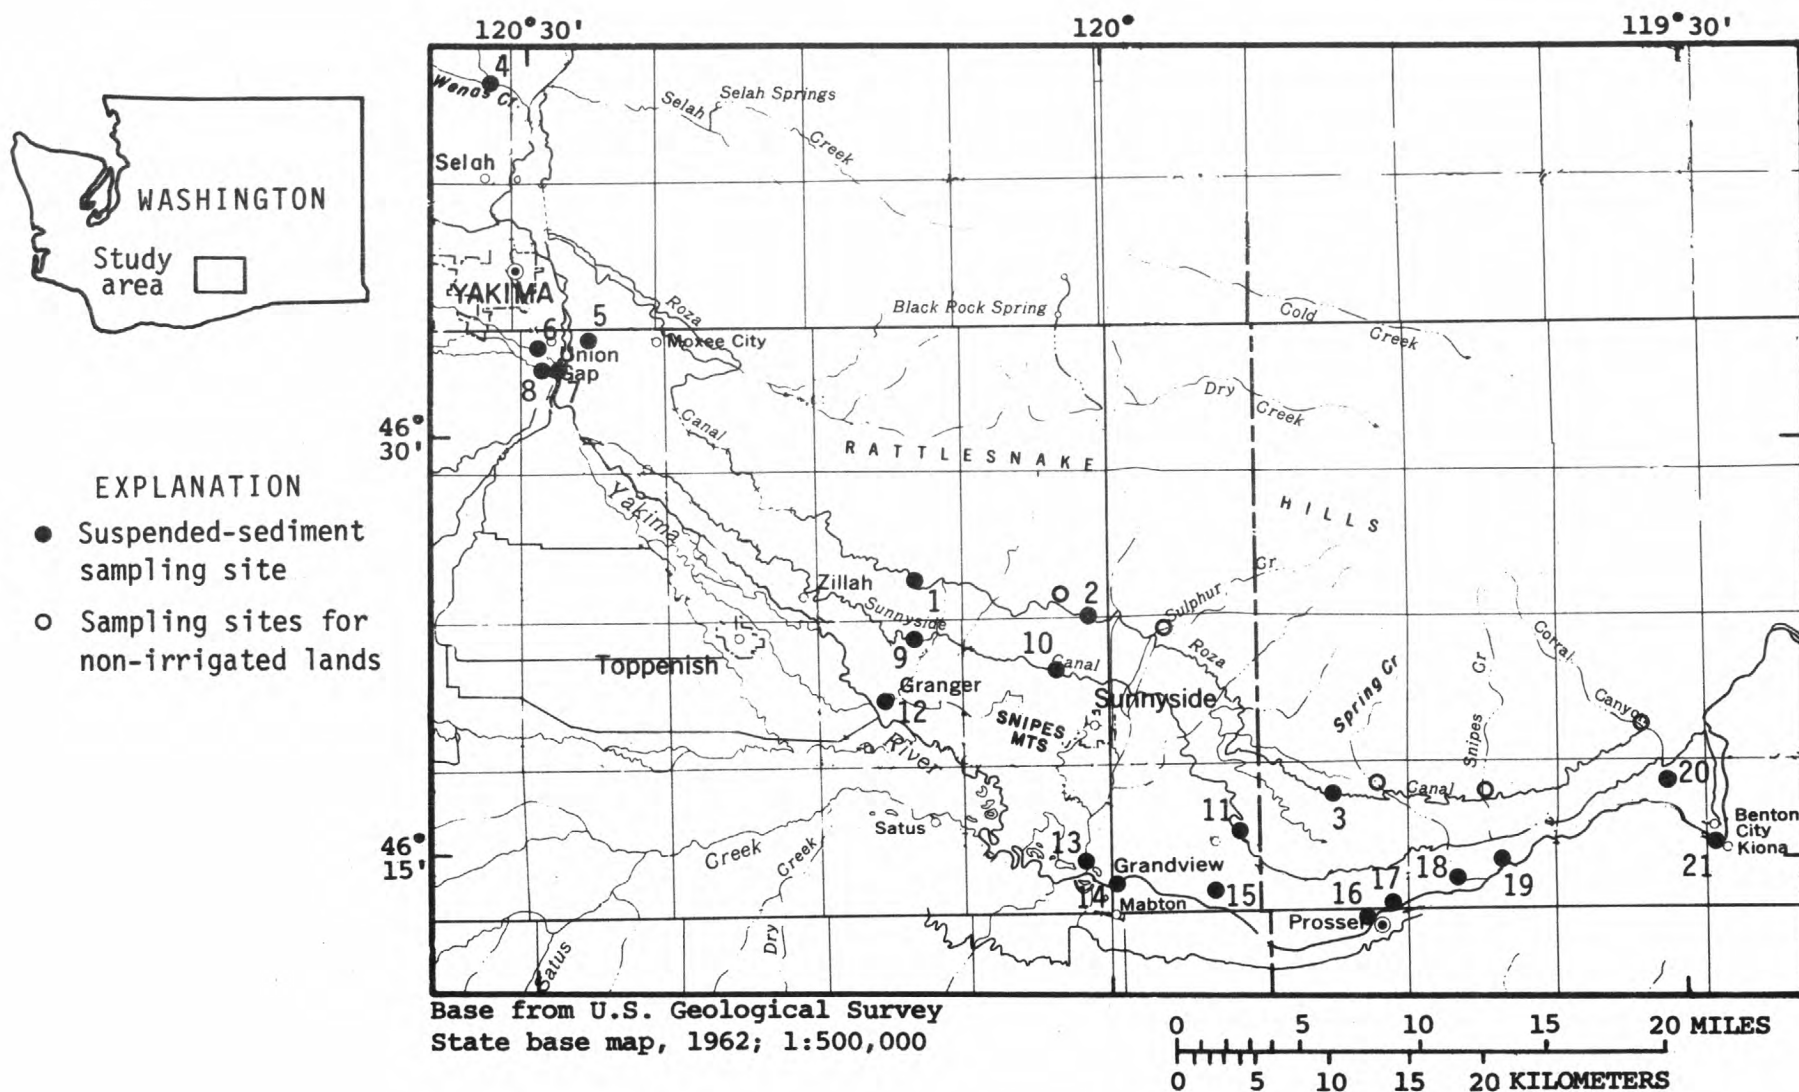 120°30'
120°
119°30'
4
Wenas Cr.
Selah Springs
Selah
Creek
Selah
WASHINGTON
Study
area
YAKIMA
Roza
Black Rock Spring
Cold
Creek
5
6
Moxee City
Union
Gap
8
7
Dry
Creek
46°
30'
Canal
RATTLESNAKE
HILLS
EXPLANATION
Suspended-sediment
sampling site
Sampling sites for
non-irrigated lands
Yakima
Zillah
1
2
Sunnyside
Sulphur
Cr
9
10
Canal
Roza
Toppenish
Granger
12
Sunnyside
SNIPES
MTS
River
Spring Cr
Snipes
Cr
Corral
Canyon
20
Canal
3
11
Satus
Creek
Creek
Dry
Satus
46°
15'
13
Grandview
14
Mabton
15
16
17
18
19
Prosser
Benton
City
Kiona
21
Base from U.S. Geological Survey
State base map, 1962; 1:500,000
0 5 10 15 20 MILES
0 5 10 15 20 KILOMETERS